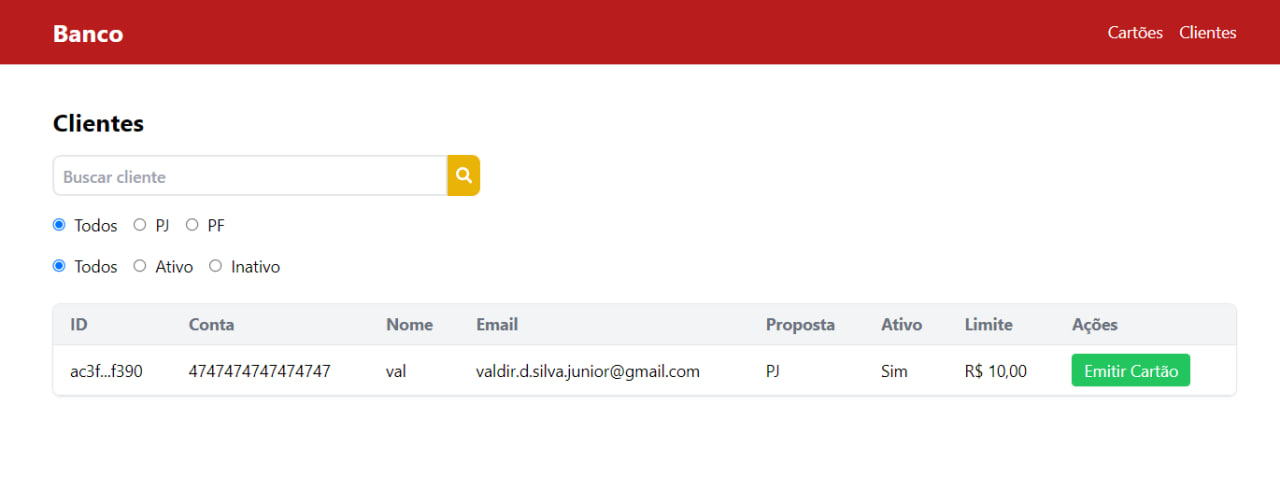 Banco Cartões Clientes
Clientes
Buscar cliente
Todos PJ PF
Todos Ativo Inativo
ID Conta Nome Email Proposta Ativo Limite Ações
ac3f...f390 4747474747474747 val valdir.d.silva.junior@gmail.com PJ Sim R$ 10,00 Emitir Cartão